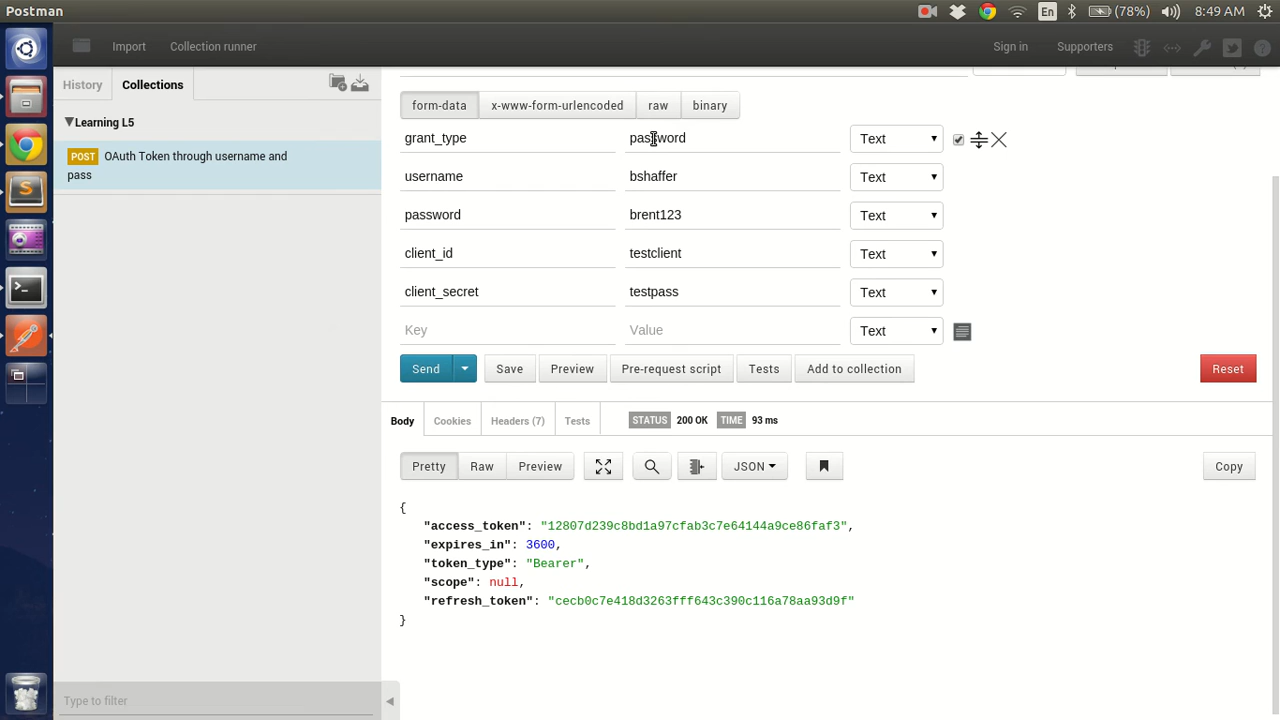 Postman
En
(78%)
8:49 AM
Import
Collection runner
Sign in
Supporters
History
Collections
Learning L5
POST OAuth Token through username and
pass
Type to filter
form-data
x-www-form-urlencoded
raw
binary
grant_type
password
Text
username
bshaffer
Text
password
brent123
Text
client_id
testclient
Text
client_secret
testpass
Text
Key
Value
Text
Send
Save
Preview
Pre-request script
Tests
Add to collection
Reset
Body
Cookies
Headers (7)
Tests
STATUS 200 OK
TIME 93 ms
Pretty
Raw
Preview
JSON
Copy
{
"access_token": "12807d239c8bd1a97cfab3c7e64144a9ce86faf3",
"expires_in": 3600,
"token_type": "Bearer",
"scope": null,
"refresh_token": "cecb0c7e418d3263fff643c390c116a78aa93d9f"
}